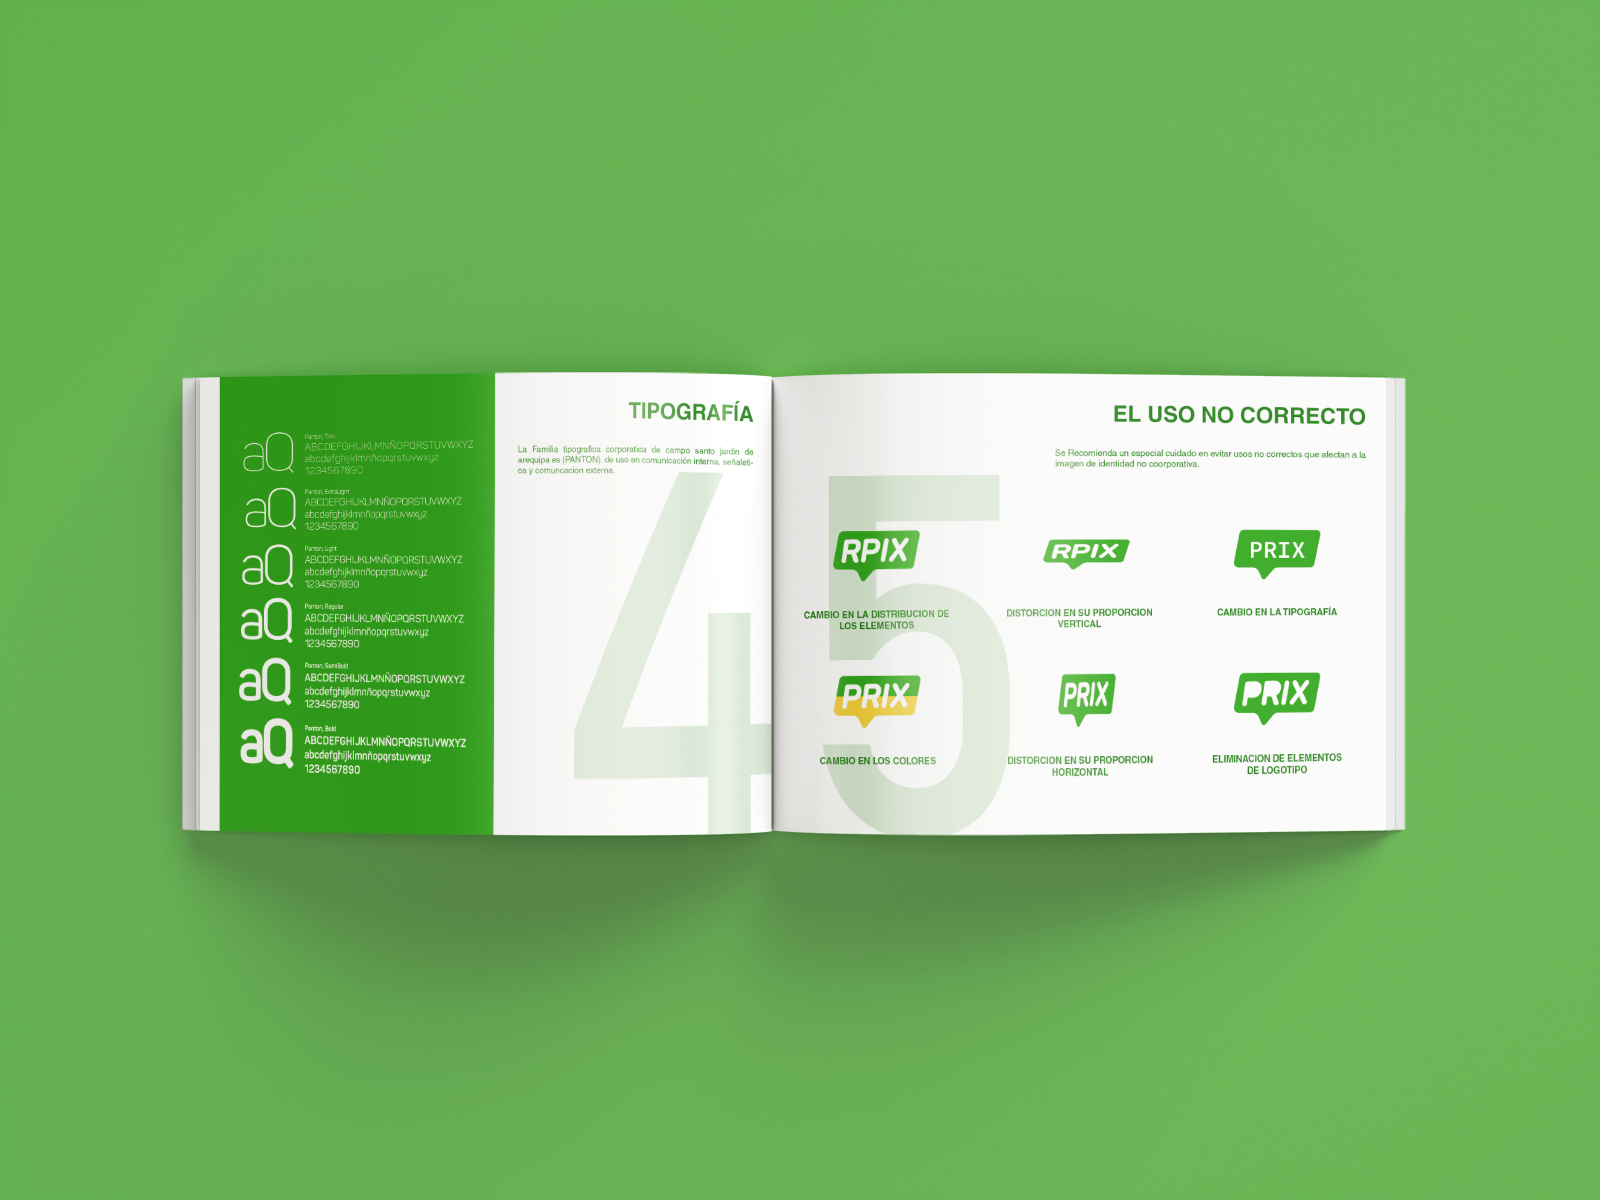 aQ
Panton, Thin
ABCDEFGHIJKLMNÑOPQRSTUVWXYZ
abcdefghijklmnñopqrstuvwxyz
1234567890
aQ
Panton, ExtraLight
ABCDEFGHIJKLMNÑOPQRSTUVWXYZ
abcdefghijklmnñopqrstuvwxyz
1234567890
aQ
Panton, Light
ABCDEFGHIJKLMNÑOPQRSTUVWXYZ
abcdefghijklmnñopqrstuvwxyz
1234567890
aQ
Panton, Regular
ABCDEFGHIJKLMNÑOPQRSTUVWXYZ
abcdefghijklmnñopqrstuvwxyz
1234567890
aQ
Panton, SemiBold
ABCDEFGHIJKLMNÑOPQRSTUVWXYZ
abcdefghijklmnñopqrstuvwxyz
1234567890
aQ
Panton, Bold
ABCDEFGHIJKLMNÑOPQRSTUVWXYZ
abcdefghijklmnñopqrstuvwxyz
1234567890
TIPOGRAFÍA
La Familia tipografica corporatica de campo santo jardin de
arequipa es (PANTON), de uso en comunicación interna, señaleti-
ca y comuncacion externa.
4
EL USO NO CORRECTO
Se Recomienda un especial cuidado en evitar usos no correctos que afectan a la
imagen de identidad no coorporativa.
5
RPIX
CAMBIO EN LA DISTRIBUCION DE
LOS ELEMENTOS
RPIX
DISTORCION EN SU PROPORCION
VERTICAL
PRIX
CAMBIO EN LA TIPOGRAFÍA
PRIX
CAMBIO EN LOS COLORES
PRIX
DISTORCION EN SU PROPORCION
HORIZONTAL
PRIX
ELIMINACION DE ELEMENTOS
DE LOGOTIPO